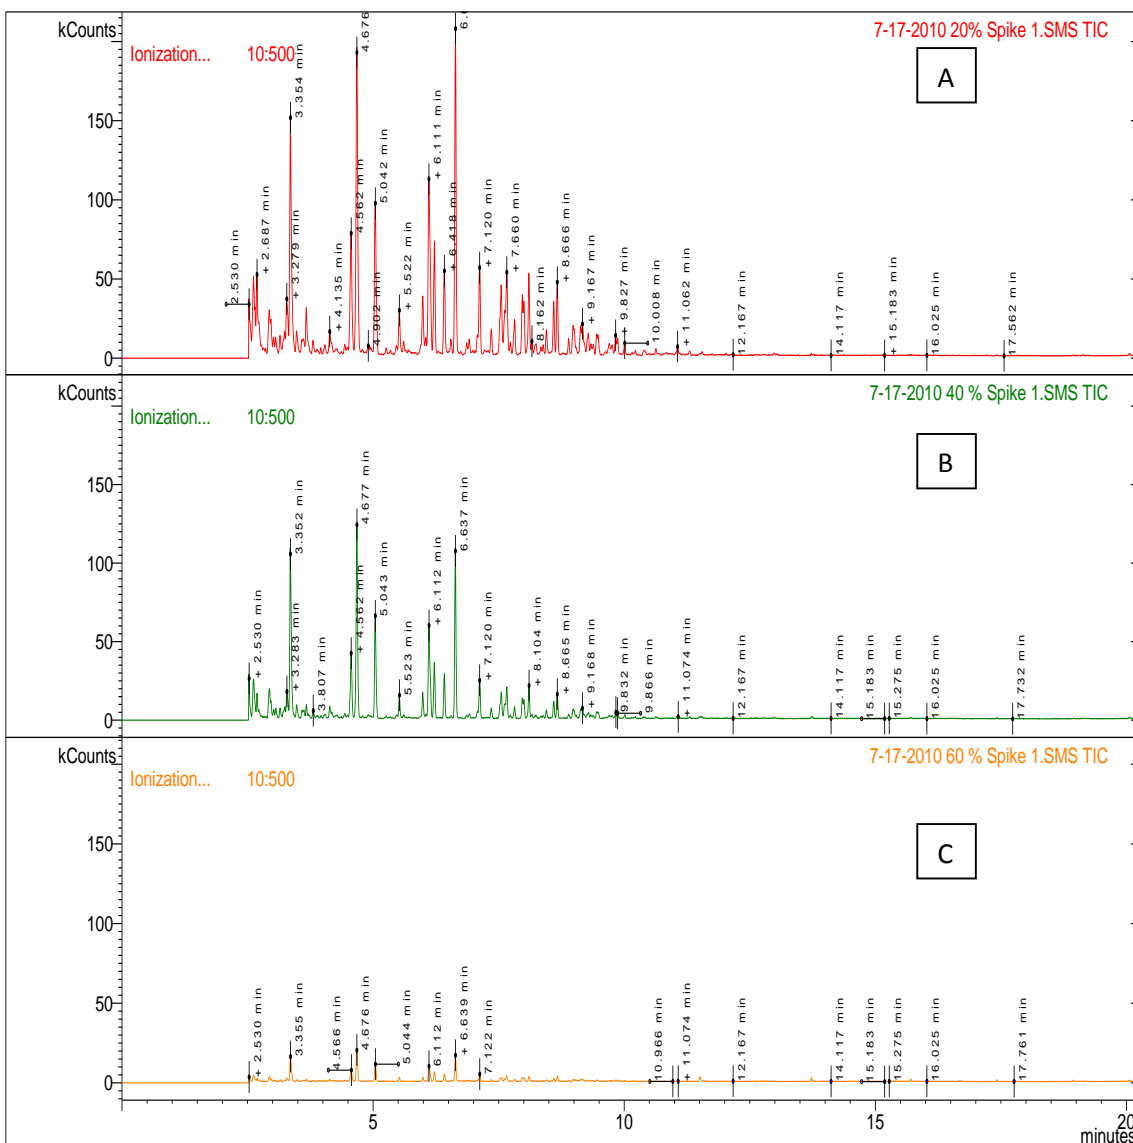 kCounts
7-17-2010 20% Spike 1.SMS TIC
Ionization... 10:500
A
150
100
50
0
2.530 min
+ 2.687 min
+ 3.279 min
3.354 min
+ 4.135 min
+ 4.562 min
4.676
4.902 min
5.042 min
+ 5.522 min
+ 6.111 min
+ 6.418 min
+ 7.120 min
+ 7.660 min
8.162 min
+ 8.666 min
+ 9.167 min
+ 9.827 min
10.008 min
+ 11.062 min
12.167 min
14.117 min
+ 15.183 min
16.025 min
17.562 min
kCounts
7-17-2010 40 % Spike 1.SMS TIC
Ionization... 10:500
B
150
100
50
0
+ 2.530 min
+ 3.283 min
3.352 min
3.807 min
+ 4.562 min
4.677 min
5.043 min
5.523 min
+ 6.112 min
6.637 min
+ 7.120 min
+ 8.104 min
+ 8.665 min
+ 9.168 min
9.832 min
9.866 min
+ 11.074 min
12.167 min
14.117 min
15.183 min
15.275 min
16.025 min
17.732 min
kCounts
7-17-2010 60 % Spike 1.SMS TIC
Ionization... 10:500
C
150
100
50
0
+ 2.530 min
3.355 min
4.566 min
4.676 min
5.044 min
6.112 min
+ 6.639 min
7.122 min
10.966 min
+ 11.074 min
12.167 min
14.117 min
15.183 min
15.275 min
16.025 min
17.761 min
5 10 15 20
minutes